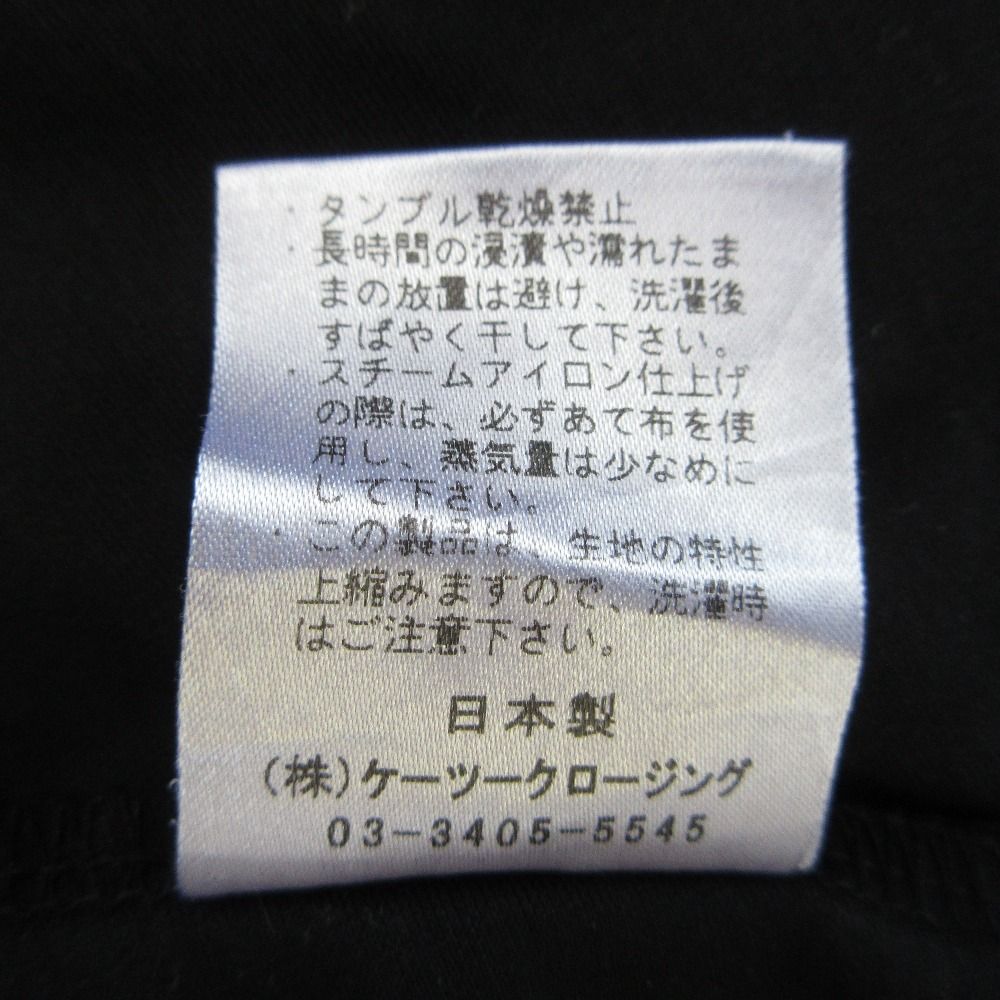 ・タンブル乾燥禁止
・長時間の浸漬や濡れたま
まの放置は避け、洗濯後
すばやく干して下さい。
・スチームアイロン仕上げ
の際は、必ずあて布を使
用し、蒸気量は少なめに
して下さい。
・この製品は 生地の特性
上縮みますので、洗濯時
はご注意下さい。
日本製
(株)ケーツークロージング
03-3405-5545